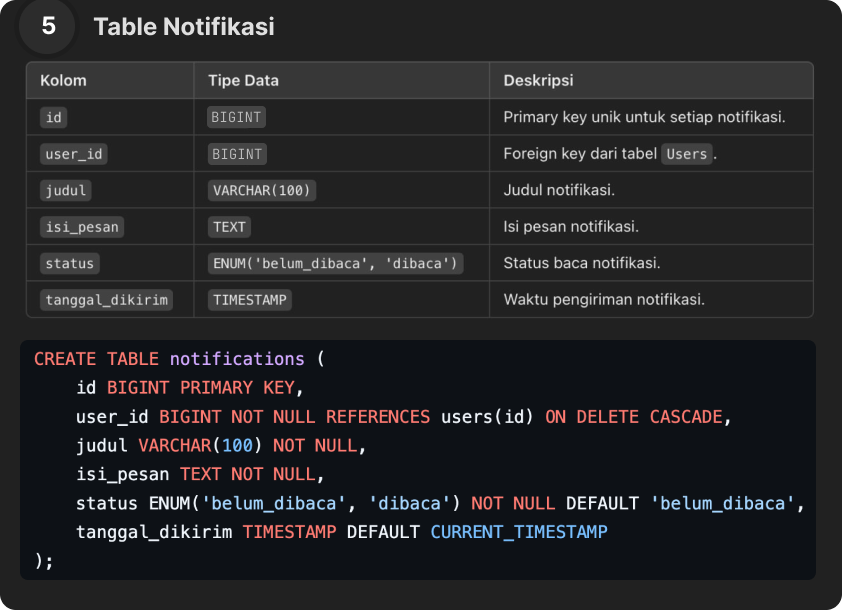 5 Table Notifikasi
Kolom Tipe Data Deskripsi
id BIGINT Primary key unik untuk setiap notifikasi.
user_id BIGINT Foreign key dari tabel Users.
judul VARCHAR(100) Judul notifikasi.
isi_pesan TEXT Isi pesan notifikasi.
status ENUM('belum_dibaca', 'dibaca') Status baca notifikasi.
tanggal_dikirim TIMESTAMP Waktu pengiriman notifikasi.
CREATE TABLE notifications (
    id BIGINT PRIMARY KEY,
    user_id BIGINT NOT NULL REFERENCES users(id) ON DELETE CASCADE,
    judul VARCHAR(100) NOT NULL,
    isi_pesan TEXT NOT NULL,
    status ENUM('belum_dibaca', 'dibaca') NOT NULL DEFAULT 'belum_dibaca',
    tanggal_dikirim TIMESTAMP DEFAULT CURRENT_TIMESTAMP
);